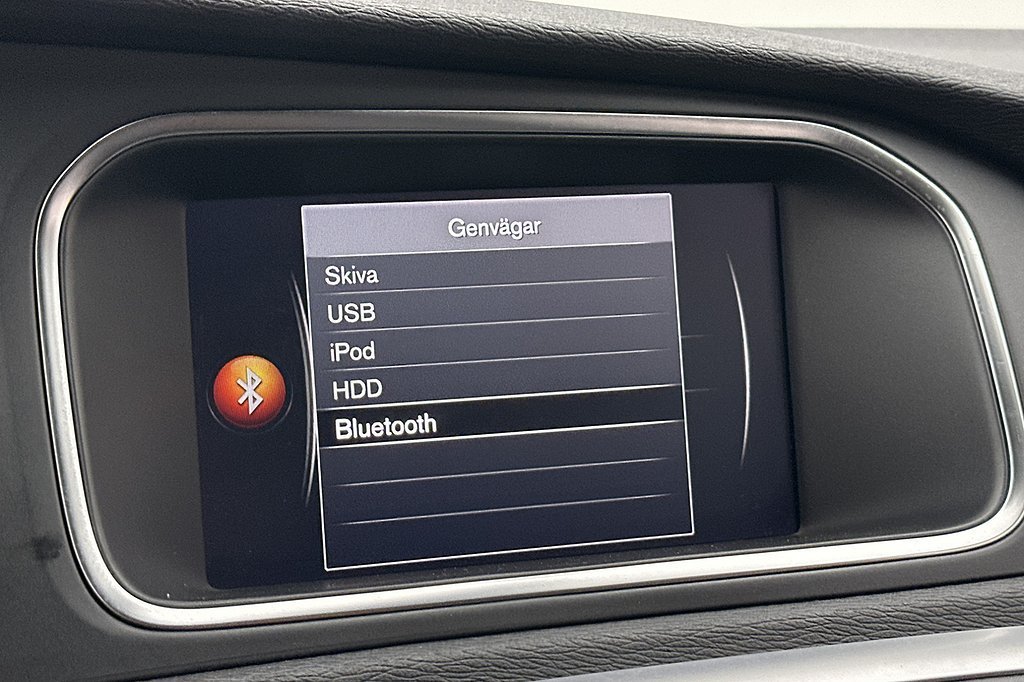 Genvägar
Skiva
USB
iPod
HDD
Bluetooth